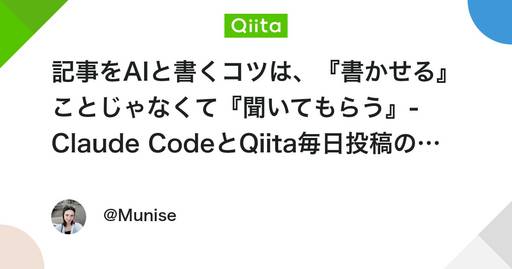 Qiita
記事をAIと書くコツは、『書かせる』
ことじゃなくて『聞いてもらう』-
Claude CodeとQiita毎日投稿の…
@Munise